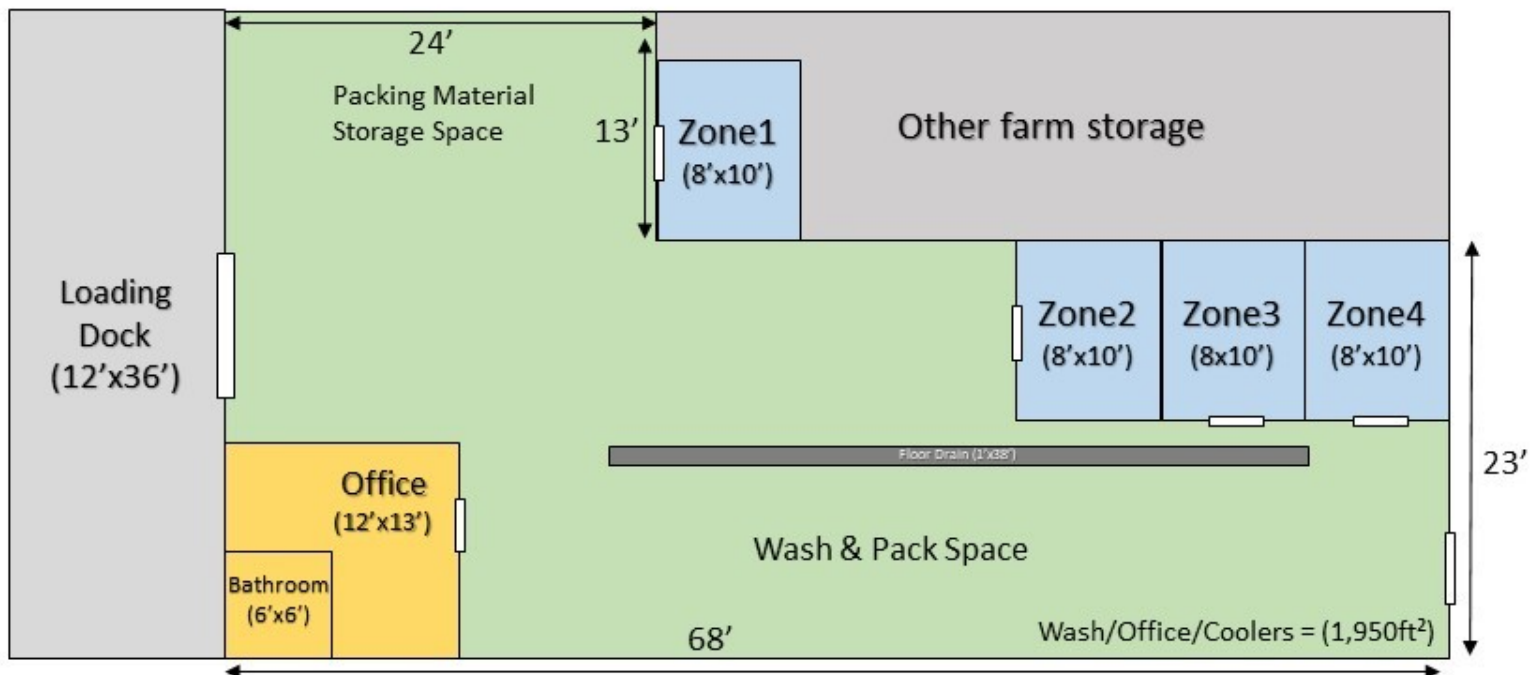 24’
Packing Material
Storage Space
13’
Zone1
(8’x10’)
Other farm storage
Loading
Dock
(12’x36’)
Zone2
(8’x10’)
Zone3
(8x10’)
Zone4
(8’x10’)
Floor Drain (1’x38’)
23’
Office
(12’x13’)
Wash & Pack Space
Bathroom
(6’x6’)
68’
Wash/Office/Coolers = (1,950ft²)